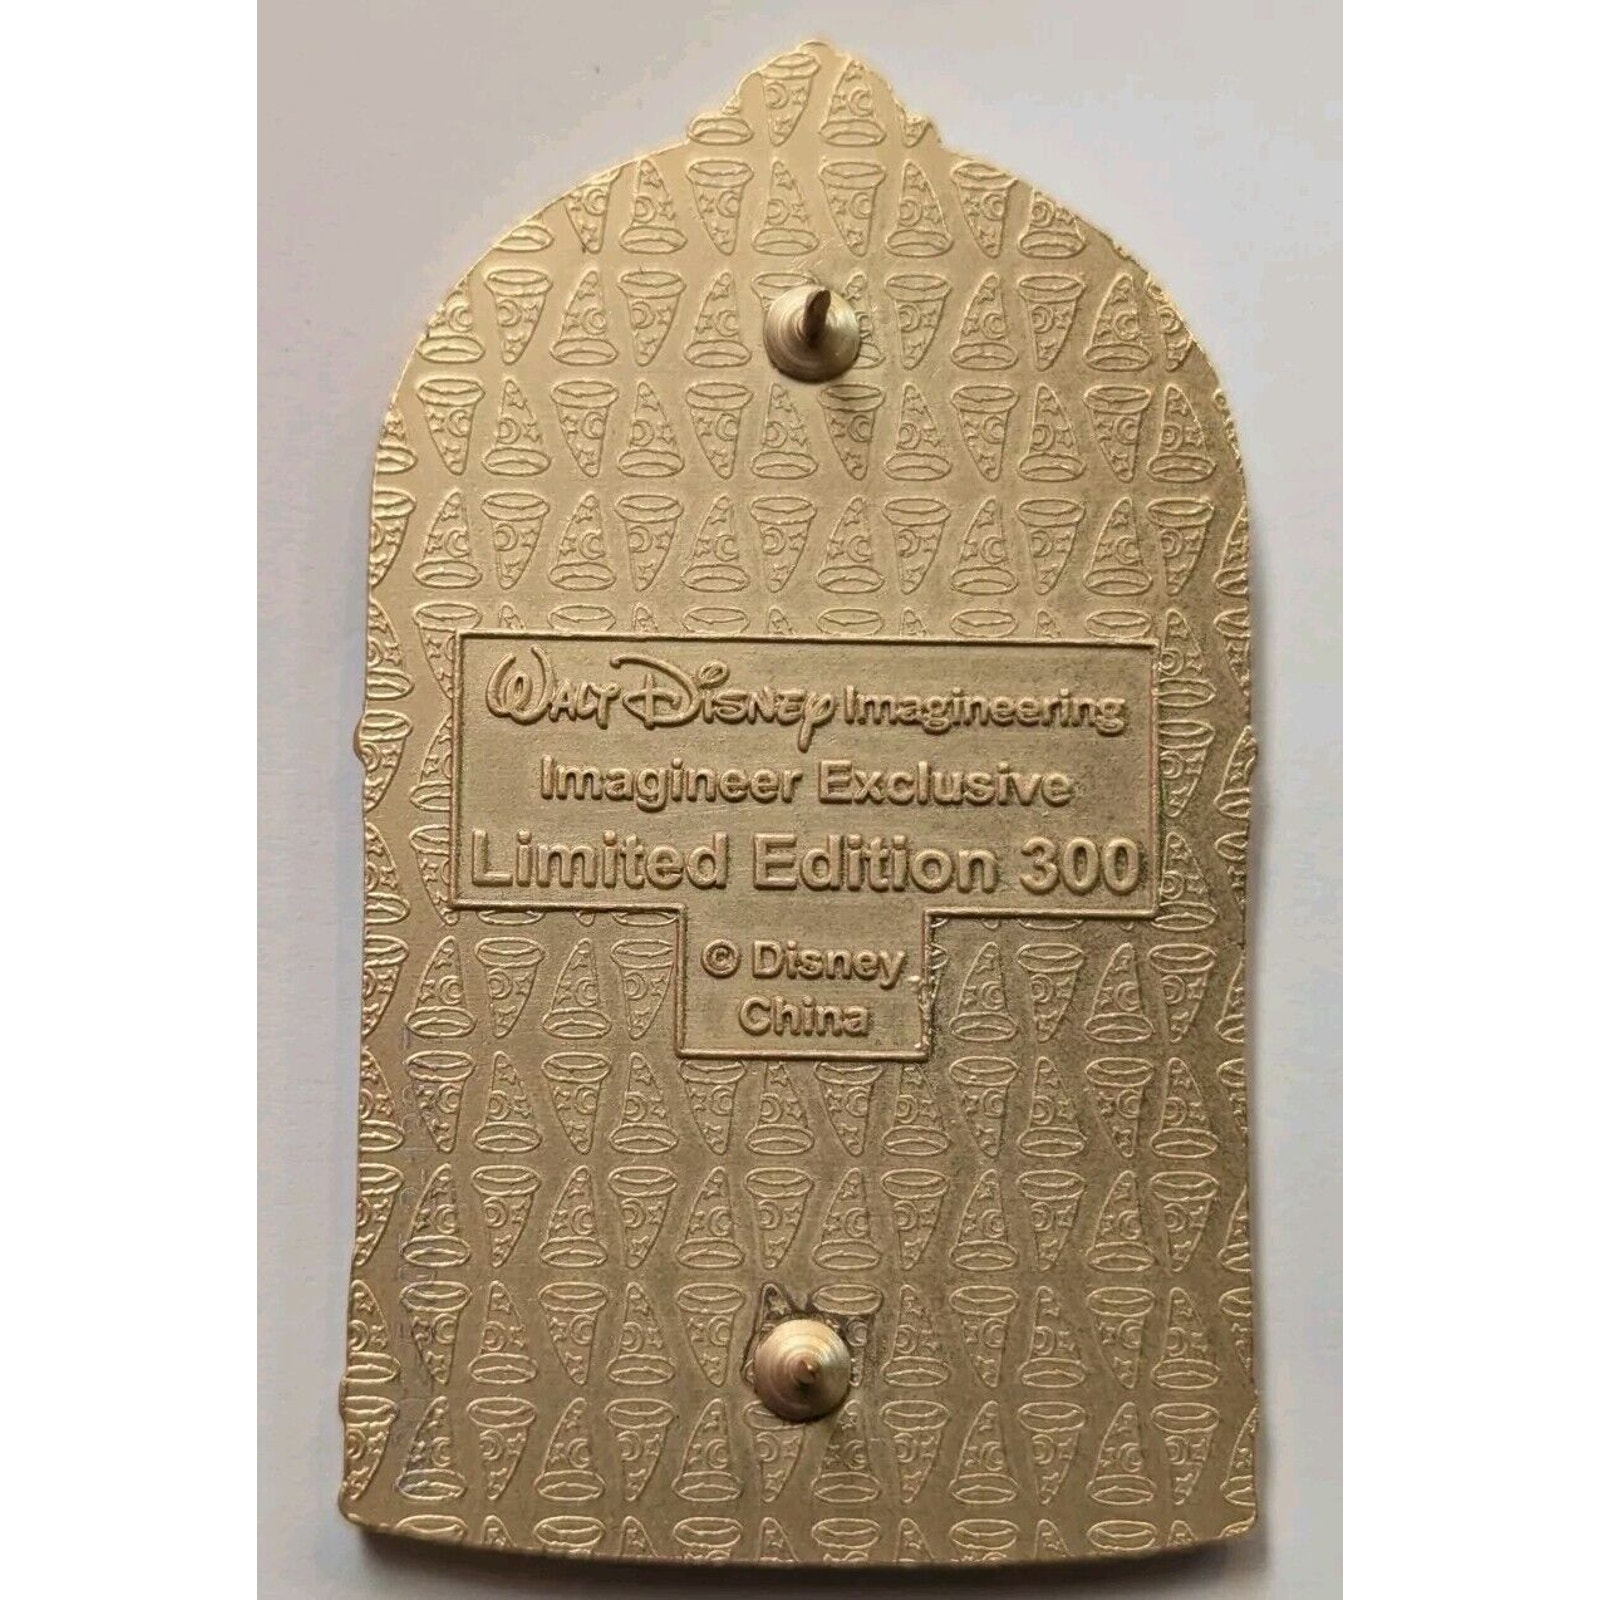 Walt Disney Imagineering
Imagineer Exclusive
Limited Edition 300
© Disney
China